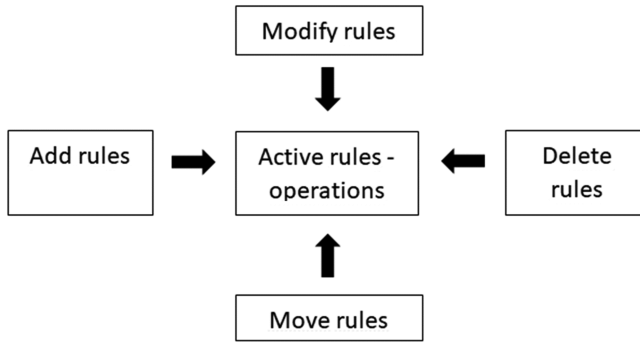 Modify rules
Add rules
Active rules -
operations
Delete
rules
Move rules